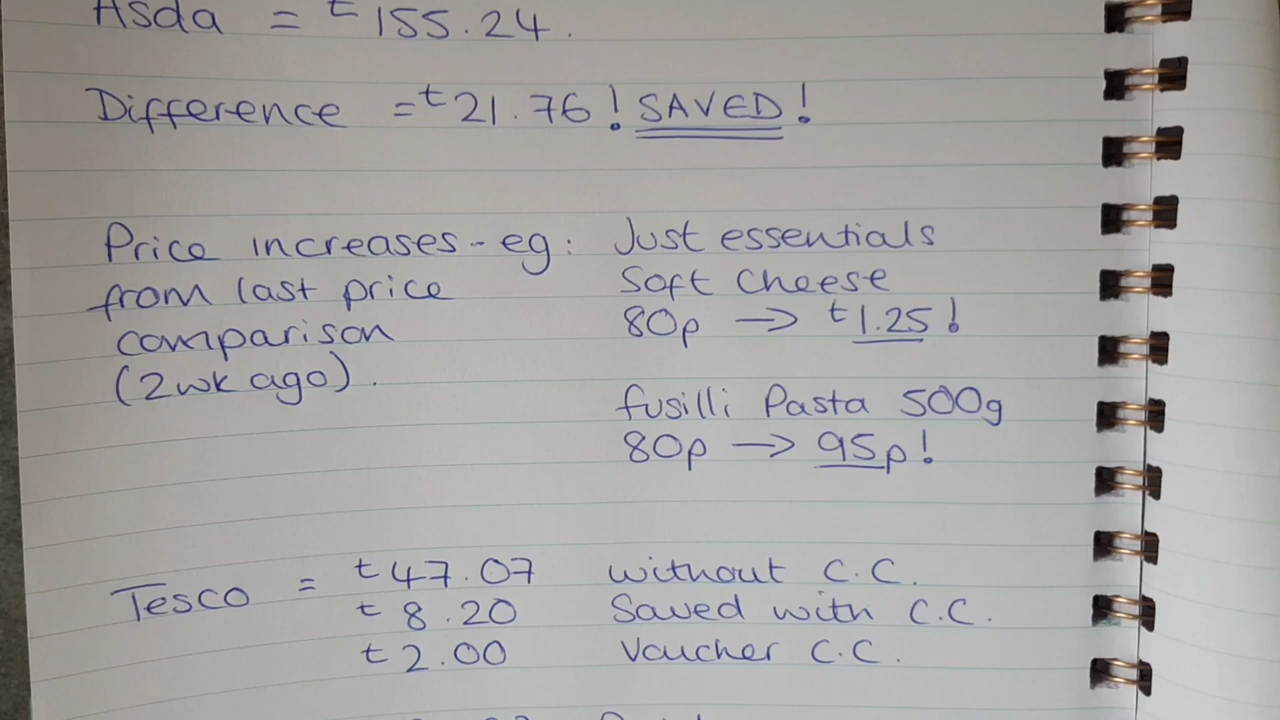 Asda = £155.24.
Difference = £21.76! SAVED!
Price increases - eg:
from last price
comparison
(2wk ago).
Just essentials
Soft Cheese
80p → £1.25!
fusilli Pasta 500g
80p → 95p!
Tesco = £47.07 without C.C.
£8.20 Saved with C.C.
£2.00 Voucher C.C.